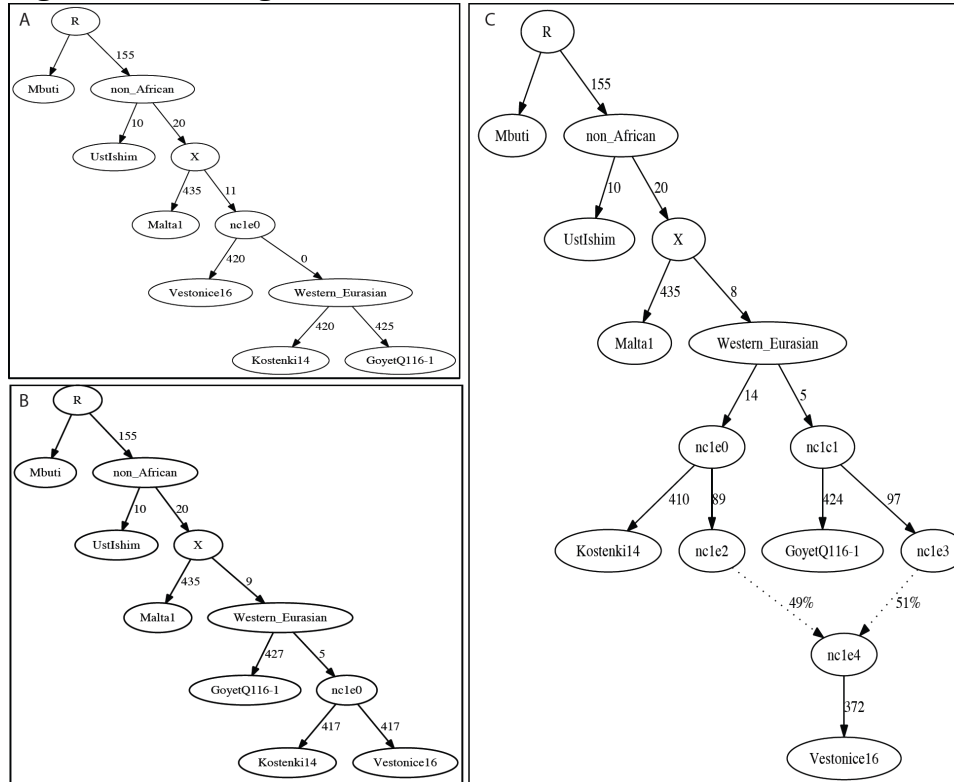 A
R
155
Mbuti
non_African
10
20
UstIshim
X
435
11
Malta1
nc1e0
420
0
Vestonice16
Western_Eurasian
420
425
Kostenki14
GoyetQ116-1
B
R
155
Mbuti
non_African
10
20
UstIshim
X
435
9
Malta1
Western_Eurasian
427
5
GoyetQ116-1
nc1e0
417
417
Kostenki14
Vestonice16
C
R
155
Mbuti
non_African
10
20
UstIshim
X
435
8
Malta1
Western_Eurasian
14
5
nc1e0
nc1c1
410
89
424
97
Kostenki14
nc1e2
GoyetQ116-1
nc1e3
49%
51%
nc1e4
372
Vestonice16